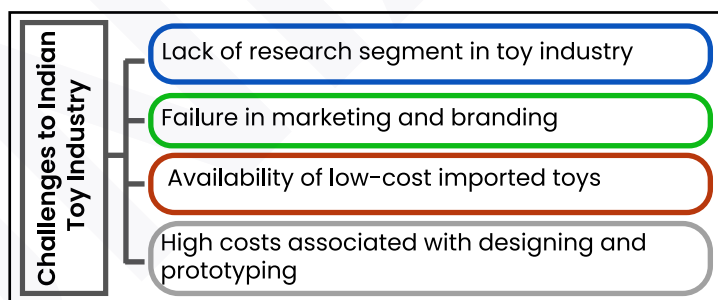 Challenges to Indian
Toy Industry
Lack of research segment in toy industry
Failure in marketing and branding
Availability of low-cost imported toys
High costs associated with designing and
prototyping